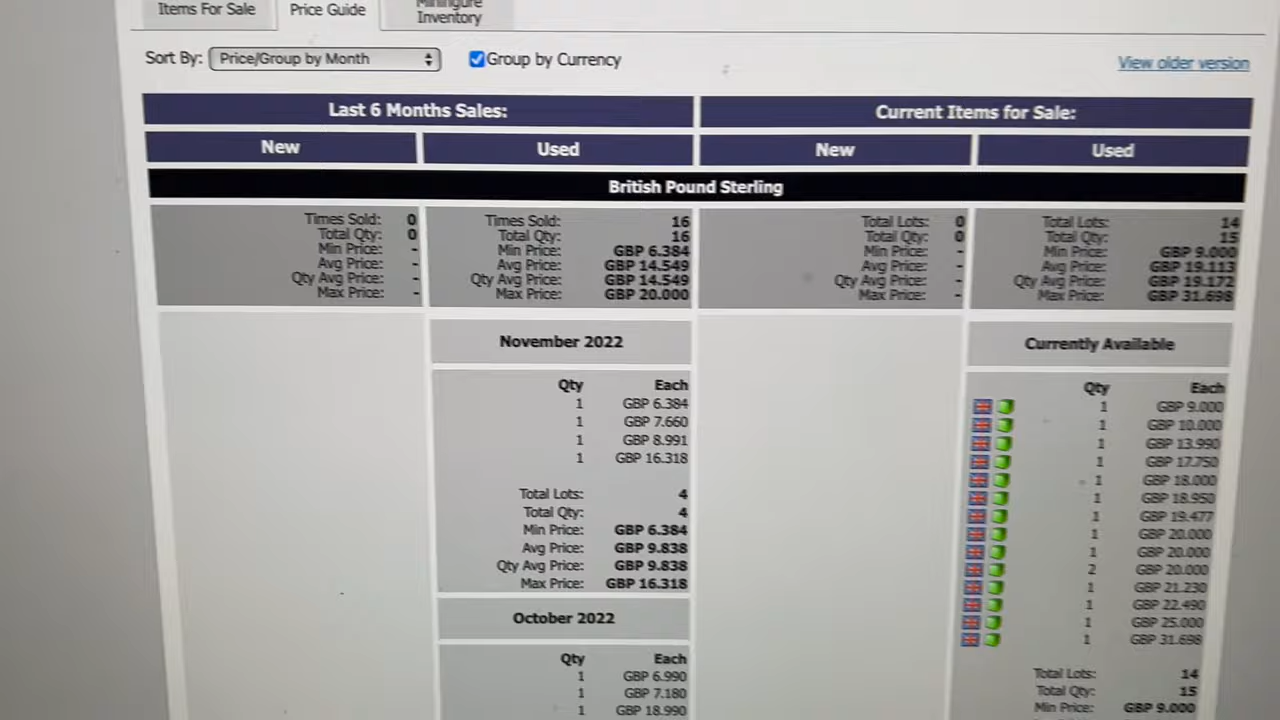 Items For Sale
Price Guide
Minifigure
Inventory
Sort By: Price/Group by Month
Group by Currency
View older version
Last 6 Months Sales:
Current Items for Sale:
New
Used
New
Used
British Pound Sterling
Times Sold: 0
Total Qty: 0
Min Price: -
Avg Price: -
Qty Avg Price: -
Max Price: -
Times Sold: 16
Total Qty: 16
Min Price: GBP 6.384
Avg Price: GBP 14.549
Qty Avg Price: GBP 14.549
Max Price: GBP 20.000
Total Lots: 0
Total Qty: 0
Min Price: -
Avg Price: -
Qty Avg Price: -
Max Price: -
Total Lots: 14
Total Qty: 15
Min Price: GBP 9.000
Avg Price: GBP 19.113
Qty Avg Price: GBP 19.172
Max Price: GBP 31.698
November 2022
Qty Each
1 GBP 6.384
1 GBP 7.660
1 GBP 8.991
1 GBP 16.318
Total Lots: 4
Total Qty: 4
Min Price: GBP 6.384
Avg Price: GBP 9.838
Qty Avg Price: GBP 9.838
Max Price: GBP 16.318
October 2022
Qty Each
1 GBP 6.990
1 GBP 7.180
1 GBP 18.990
Currently Available
Qty Each
1 GBP 9.000
1 GBP 10.000
1 GBP 13.990
1 GBP 17.750
1 GBP 18.000
1 GBP 18.950
1 GBP 19.477
1 GBP 20.000
1 GBP 20.000
2 GBP 20.000
1 GBP 21.230
1 GBP 22.490
1 GBP 25.000
1 GBP 31.698
Total Lots: 14
Total Qty: 15
Min Price: GBP 9.000